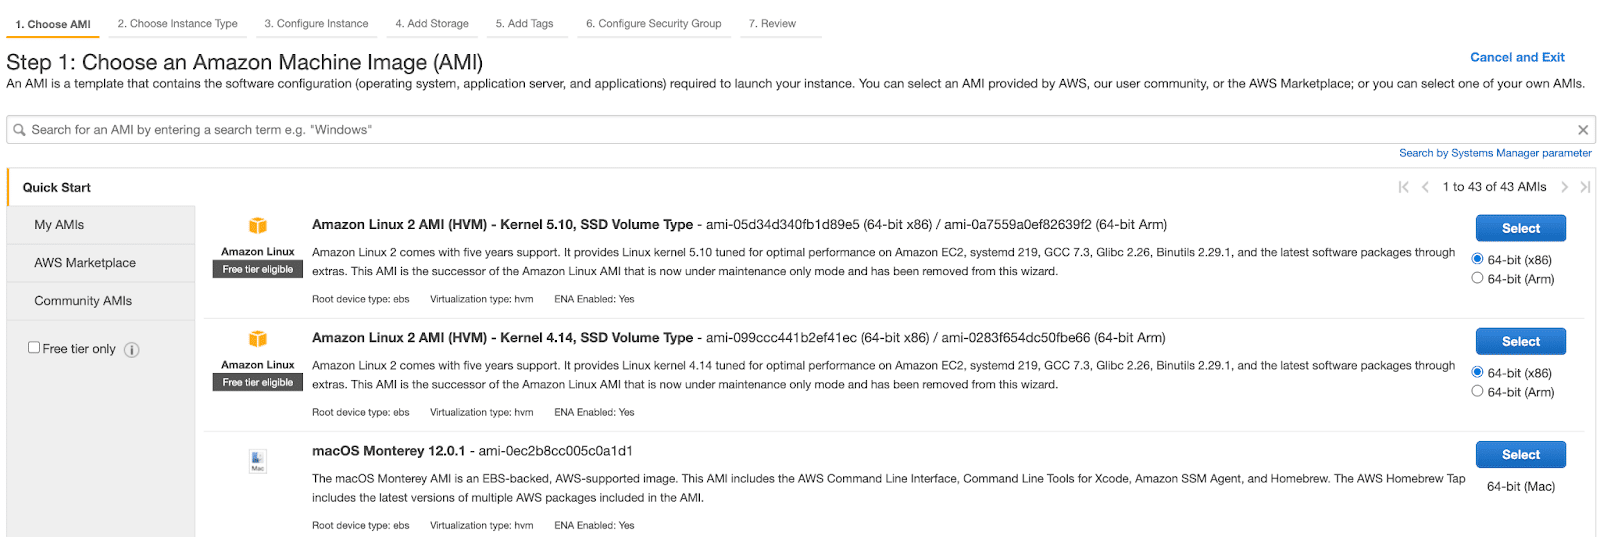 1. Choose AMI 2. Choose Instance Type 3. Configure Instance 4. Add Storage 5. Add Tags 6. Configure Security Group 7. Review
Step 1: Choose an Amazon Machine Image (AMI)
Cancel and Exit
An AMI is a template that contains the software configuration (operating system, application server, and applications) required to launch your instance. You can select an AMI provided by AWS, our user community, or the AWS Marketplace; or you can select one of your own AMIs.
Search for an AMI by entering a search term e.g. "Windows"
Search by Systems Manager parameter
Quick Start
My AMIs
AWS Marketplace
Community AMIs
Free tier only
1 to 43 of 43 AMIs
Amazon Linux
Free tier eligible
Amazon Linux 2 AMI (HVM) - Kernel 5.10, SSD Volume Type - ami-05d34d340fb1d89e5 (64-bit x86) / ami-0a7559a0ef82639f2 (64-bit Arm)
Amazon Linux 2 comes with five years support. It provides Linux kernel 5.10 tuned for optimal performance on Amazon EC2, systemd 219, GCC 7.3, Glibc 2.26, Binutils 2.29.1, and the latest software packages through
extras. This AMI is the successor of the Amazon Linux AMI that is now under maintenance only mode and has been removed from this wizard.
Root device type: ebs Virtualization type: hvm ENA Enabled: Yes
Select
64-bit (x86)
64-bit (Arm)
Amazon Linux
Free tier eligible
Amazon Linux 2 AMI (HVM) - Kernel 4.14, SSD Volume Type - ami-099ccc441b2ef41ec (64-bit x86) / ami-0283f654dc50fbe66 (64-bit Arm)
Amazon Linux 2 comes with five years support. It provides Linux kernel 4.14 tuned for optimal performance on Amazon EC2, systemd 219, GCC 7.3, Glibc 2.26, Binutils 2.29.1, and the latest software packages through
extras. This AMI is the successor of the Amazon Linux AMI that is now under maintenance only mode and has been removed from this wizard.
Root device type: ebs Virtualization type: hvm ENA Enabled: Yes
Select
64-bit (x86)
64-bit (Arm)
Mac
macOS Monterey 12.0.1 - ami-0ec2b8cc005c0a1d1
The macOS Monterey AMI is an EBS-backed, AWS-supported image. This AMI includes the AWS Command Line Interface, Command Line Tools for Xcode, Amazon SSM Agent, and Homebrew. The AWS Homebrew Tap
includes the latest versions of multiple AWS packages included in the AMI.
Root device type: ebs Virtualization type: hvm ENA Enabled: Yes
Select
64-bit (Mac)